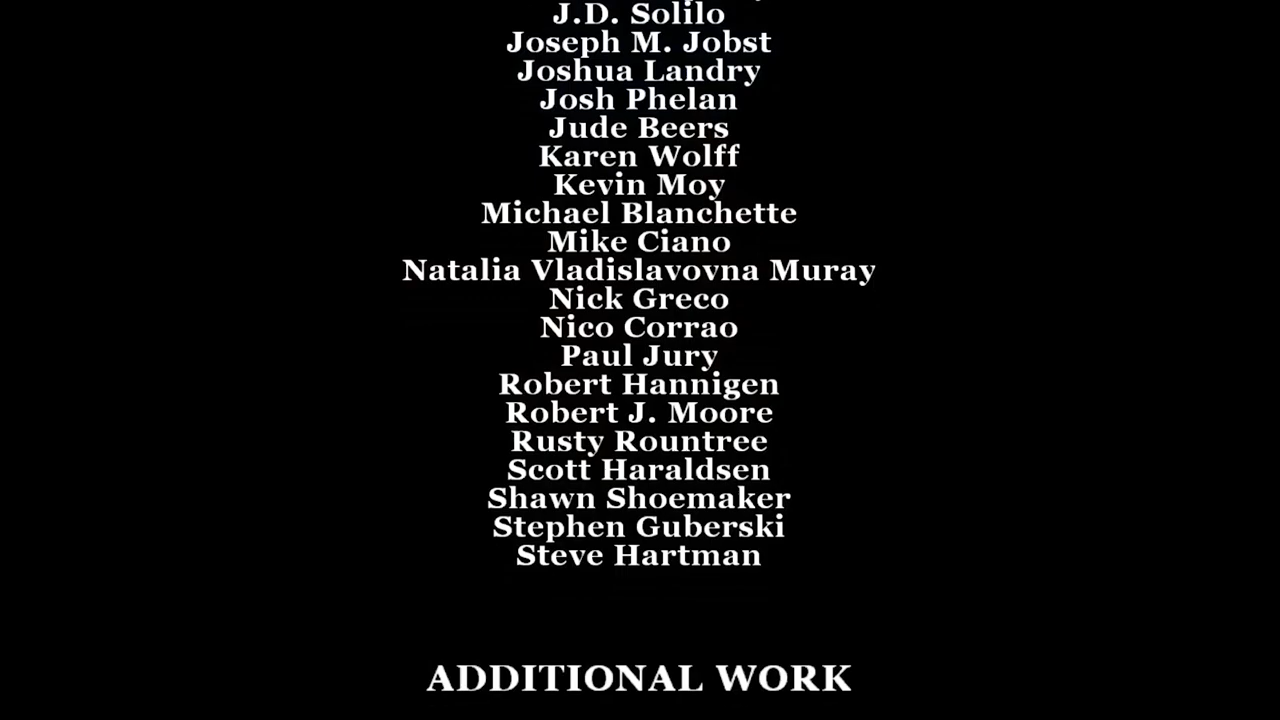 J.D. Solilo
Joseph M. Jobst
Joshua Landry
Josh Phelan
Jude Beers
Karen Wolff
Kevin Moy
Michael Blanchette
Mike Ciano
Natalia Vladislavovna Muray
Nick Greco
Nico Corrao
Paul Jury
Robert Hannigen
Robert J. Moore
Rusty Rountree
Scott Haraldsen
Shawn Shoemaker
Stephen Guberski
Steve Hartman
ADDITIONAL WORK